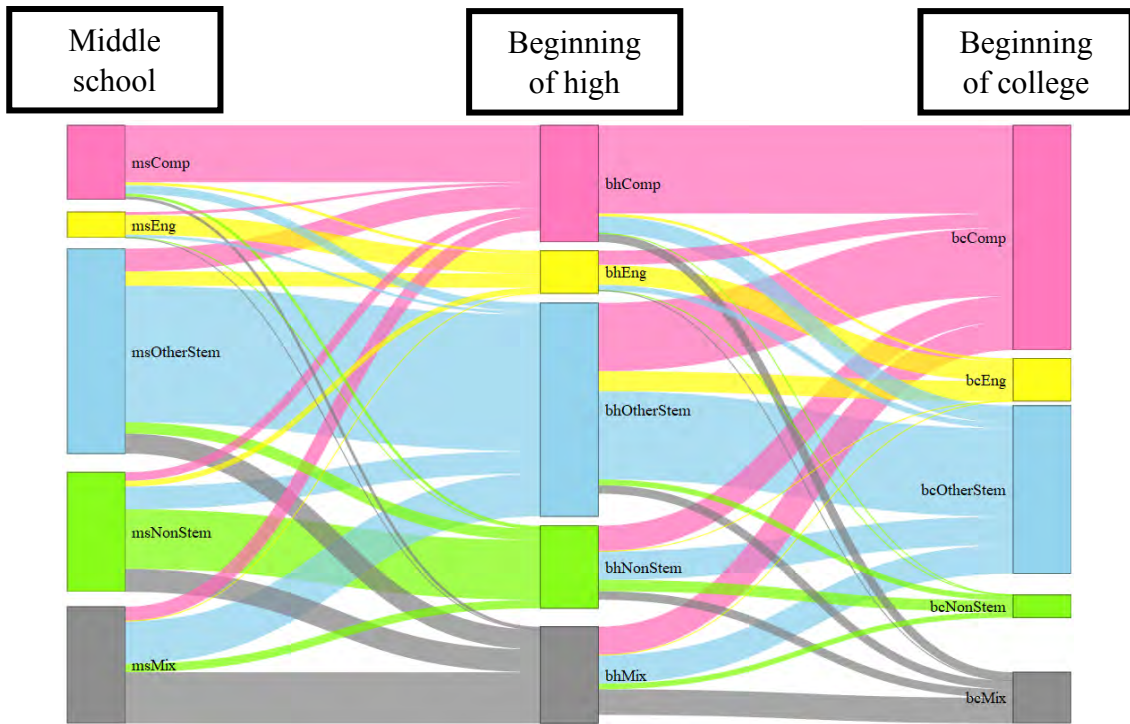 Middle
school
Beginning
of high
Beginning
of college
msComp
msEng
msOtherStem
msNonStem
msMix
bhComp
bhEng
bhOtherStem
bhNonStem
bhMix
bcComp
bcEng
bcOtherStem
bcNonStem
bcMix